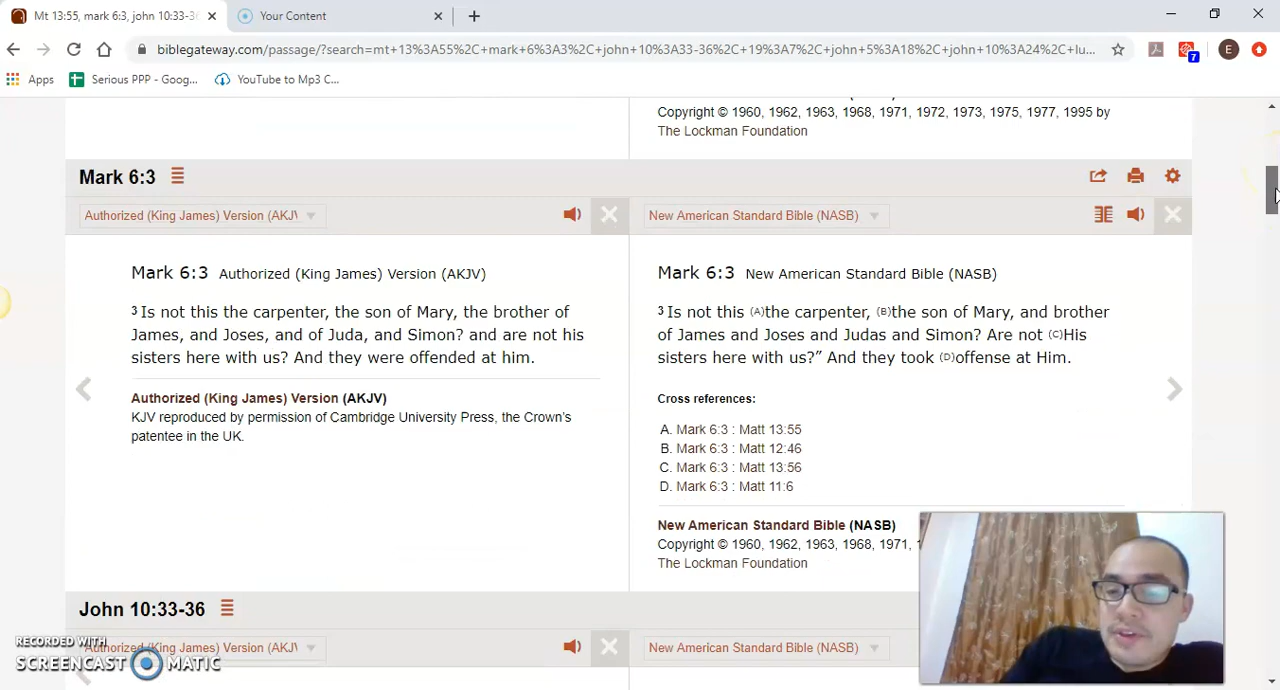 Mt 13:55, mark 6:3, john 10:33-3
Your Content
biblegateway.com/passage/?search=mt+13%3A55%2C+mark+6%3A3%2C+john+10%3A33-36%2C+19%3A7%2C+john+5%3A18%2C+john+10%3A24%2C+lu...
E
7
Apps
Serious PPP - Goog...
YouTube to Mp3 C...
Copyright © 1960, 1962, 1963, 1968, 1971, 1972, 1973, 1975, 1977, 1995 by
The Lockman Foundation
Mark 6:3
Authorized (King James) Version (AKJV
New American Standard Bible (NASB)
Mark 6:3 Authorized (King James) Version (AKJV)
3 Is not this the carpenter, the son of Mary, the brother of
James, and Joses, and of Juda, and Simon? and are not his
sisters here with us? And they were offended at him.
Authorized (King James) Version (AKJV)
KJV reproduced by permission of Cambridge University Press, the Crown's
patentee in the UK.
Mark 6:3 New American Standard Bible (NASB)
3 Is not this (A)the carpenter, (B)the son of Mary, and brother
of James and Joses and Judas and Simon? Are not (C)His
sisters here with us?” And they took (D)offense at Him.
Cross references:
A. Mark 6:3 : Matt 13:55
B. Mark 6:3 : Matt 12:46
C. Mark 6:3 : Matt 13:56
D. Mark 6:3 : Matt 11:6
New American Standard Bible (NASB)
Copyright © 1960, 1962, 1963, 1968, 1971, 1
The Lockman Foundation
John 10:33-36
Authorized (King James) Version (AKJV
New American Standard Bible (NASB)
RECORDED WITH
SCREENCAST MATIC